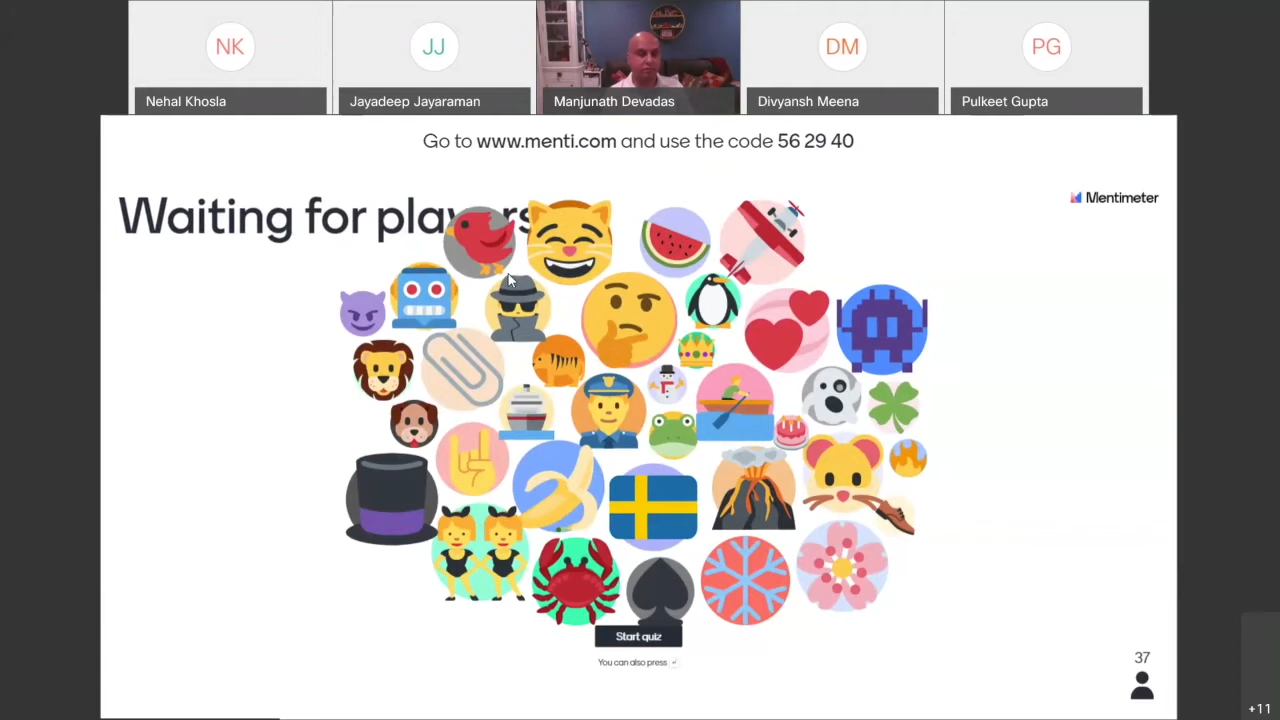 NK
JJ
DM
PG
Nehal Khosla
Jayadeep Jayaraman
Manjunath Devadas
Divyansh Meena
Pulkeet Gupta
Go to www.menti.com and use the code 56 29 40
Mentimeter
Waiting for players
Start quiz
You can also press
37
+11